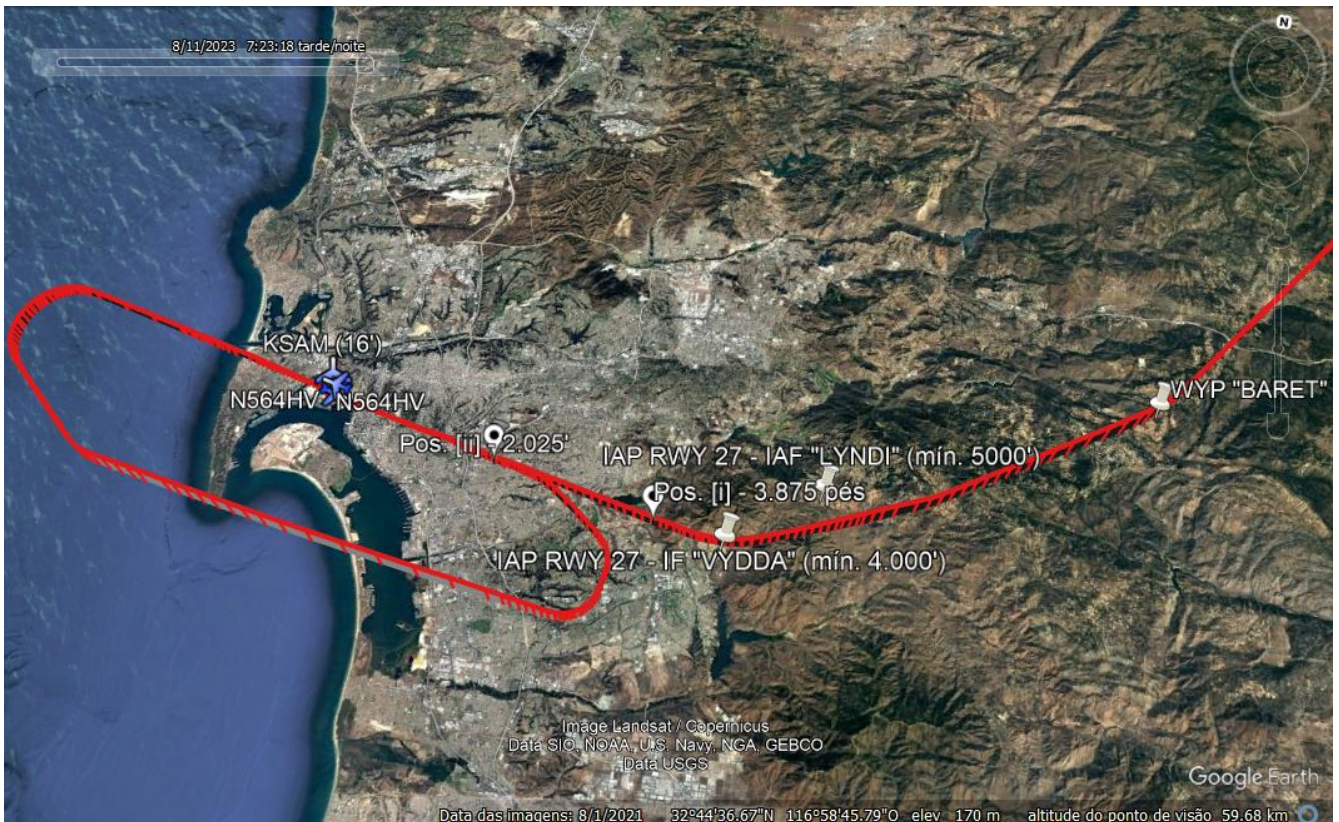 8/11/2023 7:23:18 tarde/noite
N
KSAM (16')
N564HV N564HV
WYP "BARET"
Pos. [ii] - 2.025'
IAP RWY 27 - IAF "LYNDI" (mín. 5000')
Pos. [i] - 3.875 pés
IAP RWY 27 - IF "VYDDA" (mín. 4.000')
Image Landsat / Copernicus
Data SIO, NOAA, U.S. Navy, NGA, GEBCO
Data USGS
Google Earth
Data das imagens: 8/1/2021 32°44'36.67"N 116°58'45.79"O elev 170 m altitude do ponto de visão 59.68 km